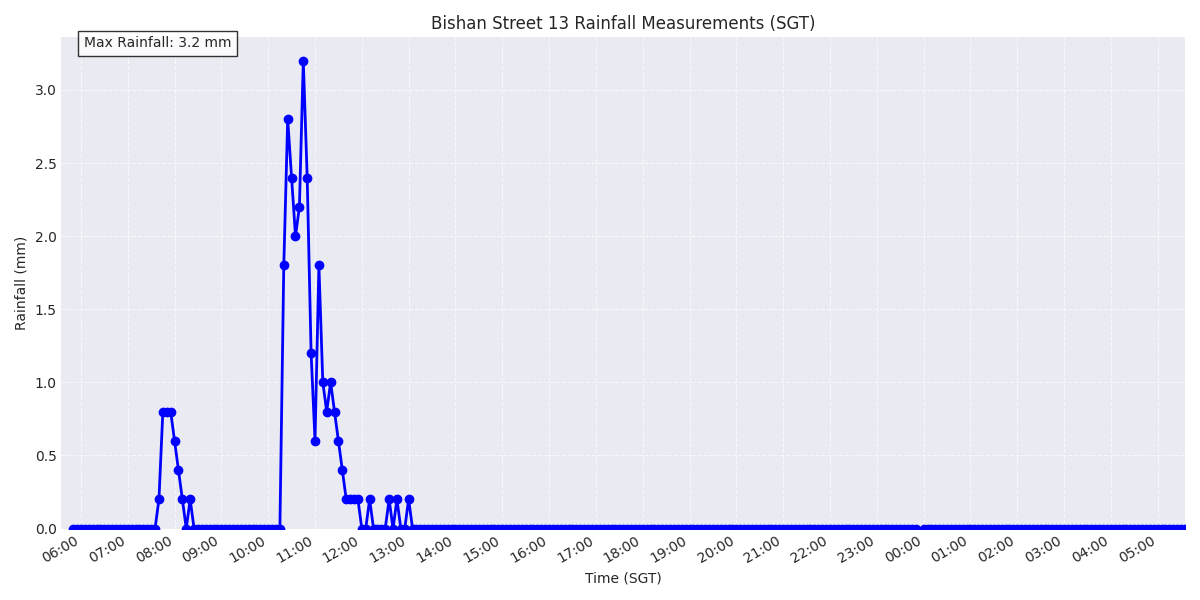 Bishan Street 13 Rainfall Measurements (SGT)
Max Rainfall: 3.2 mm
Rainfall (mm)
3.0
2.5
2.0
1.5
1.0
0.5
0.0
06:00 07:00 08:00 09:00 10:00 11:00 12:00 13:00 14:00 15:00 16:00 17:00 18:00 19:00 20:00 21:00 22:00 23:00 00:00 01:00 02:00 03:00 04:00 05:00
Time (SGT)